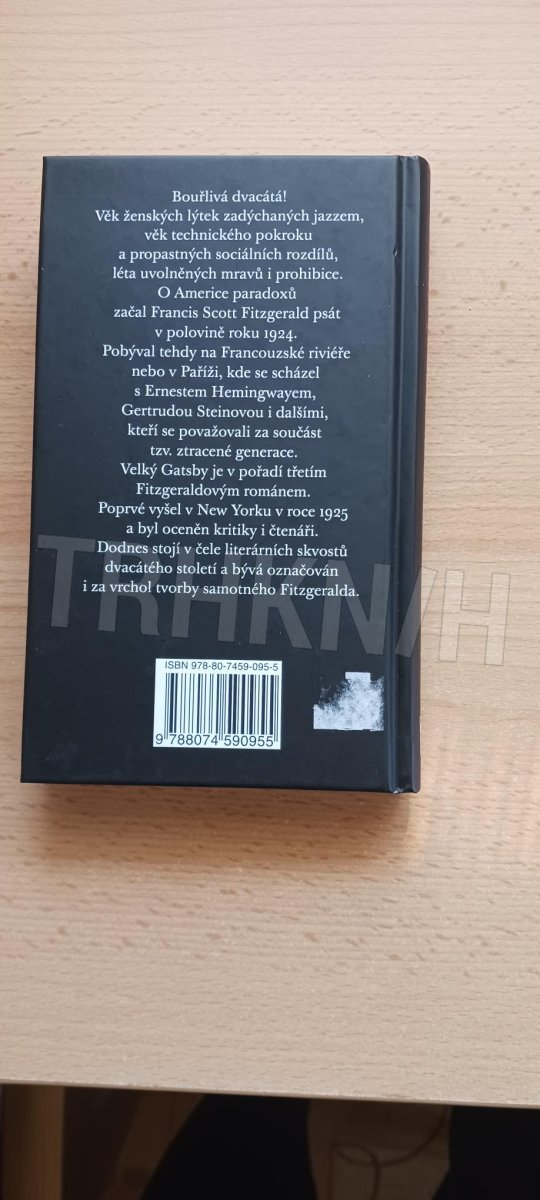 Bouřlivá dvacátá!
Věk ženských lýtek zadýchaných jazzem,
věk technického pokroku
a propastných sociálních rozdílů,
léta uvolněných mravů i prohibice.
O Americe paradoxů
začal Francis Scott Fitzgerald psát
v polovině roku 1924.
Pobýval tehdy na Francouzské riviéře
nebo v Paříži, kde se scházel
s Ernestem Hemingwayem,
Gertrudou Steinovou i dalšími,
kteří se považovali za součást
tzv. ztracené generace.
Velký Gatsby je v pořadí třetím
Fitzgeraldovým románem.
Poprvé vyšel v New Yorku v roce 1925
a byl oceněn kritiky i čtenáři.
Dodnes stojí v čele literárních skvostů
dvacátého století a bývá označován
i za vrchol tvorby samotného Fitzgeralda.
TRHKNIH
ISBN 978-80-7459-095-5
9 788074 590955